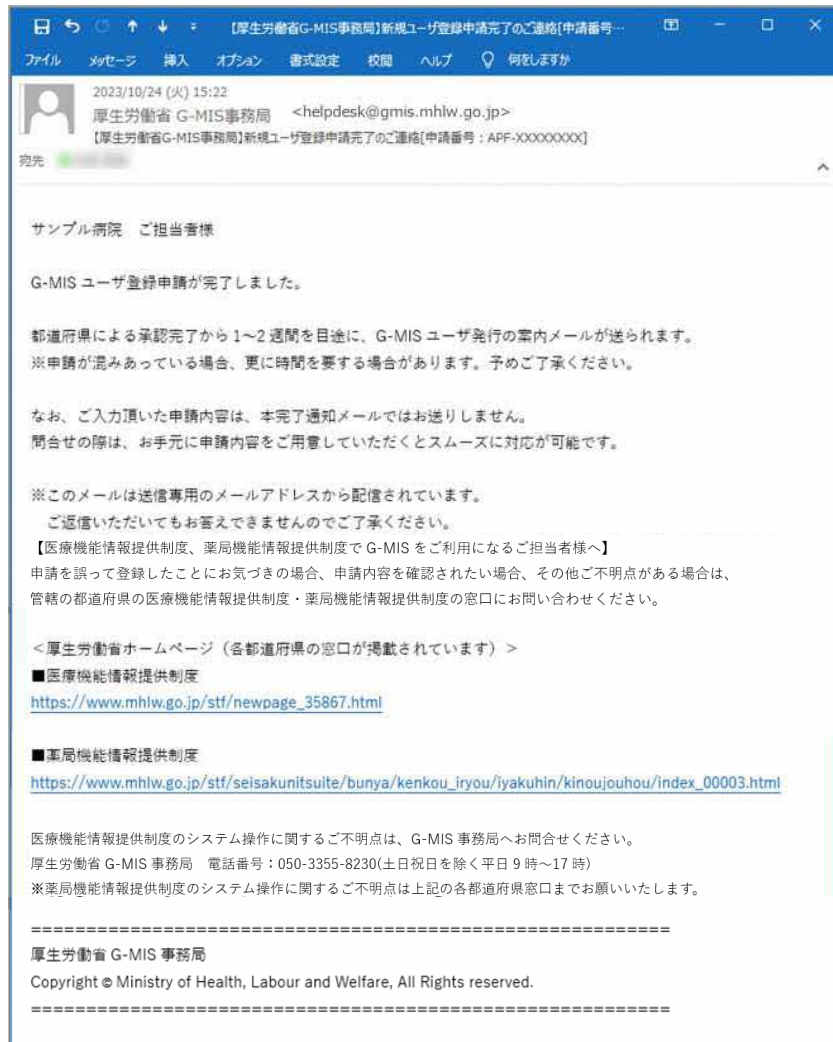 【厚生労働省G-MIS事務局】新規ユーザ登録申請完了のご連絡[申請番号…
ファイル メッセージ 挿入 オプション 書式設定 校閲 ヘルプ 何をしますか
2023/10/24 (火) 15:22
厚生労働省 G-MIS事務局 <helpdesk@gmis.mhlw.go.jp>
【厚生労働省G-MIS事務局】新規ユーザ登録申請完了のご連絡[申請番号：APF-XXXXXXXX]
宛先
サンプル病院　ご担当者様
G-MIS ユーザ登録申請が完了しました。
都道府県による承認完了から 1～2 週間を目途に、G-MIS ユーザ発行の案内メールが送られます。
※申請が混みあっている場合、更に時間を要する場合があります。予めご了承ください。
なお、ご入力頂いた申請内容は、本完了通知メールではお送りしません。
問合せの際は、お手元に申請内容をご用意していただくとスムーズに対応が可能です。
※このメールは送信専用のメールアドレスから配信されています。
ご返信いただいてもお答えできませんのでご了承ください。
【医療機能情報提供制度、薬局機能情報提供制度で G-MIS をご利用になるご担当者様へ】
申請を誤って登録したことにお気づきの場合、申請内容を確認されたい場合、その他ご不明点がある場合は、
管轄の都道府県の医療機能情報提供制度・薬局機能情報提供制度の窓口にお問い合わせください。
＜厚生労働省ホームページ（各都道府県の窓口が掲載されています）＞
■医療機能情報提供制度
https://www.mhlw.go.jp/stf/newpage_35867.html
■薬局機能情報提供制度
https://www.mhlw.go.jp/stf/seisakunitsuite/bunya/kenkou_iryou/iyakuhin/kinoujouhou/index_00003.html
医療機能情報提供制度のシステム操作に関するご不明点は、G-MIS 事務局へお問合せください。
厚生労働省 G-MIS 事務局　電話番号：050-3355-8230(土日祝日を除く平日 9 時～17 時)
※薬局機能情報提供制度のシステム操作に関するご不明点は上記の各都道府県窓口までお願いいたします。
==========================================================
厚生労働省 G-MIS 事務局
Copyright © Ministry of Health, Labour and Welfare, All Rights reserved.
==========================================================